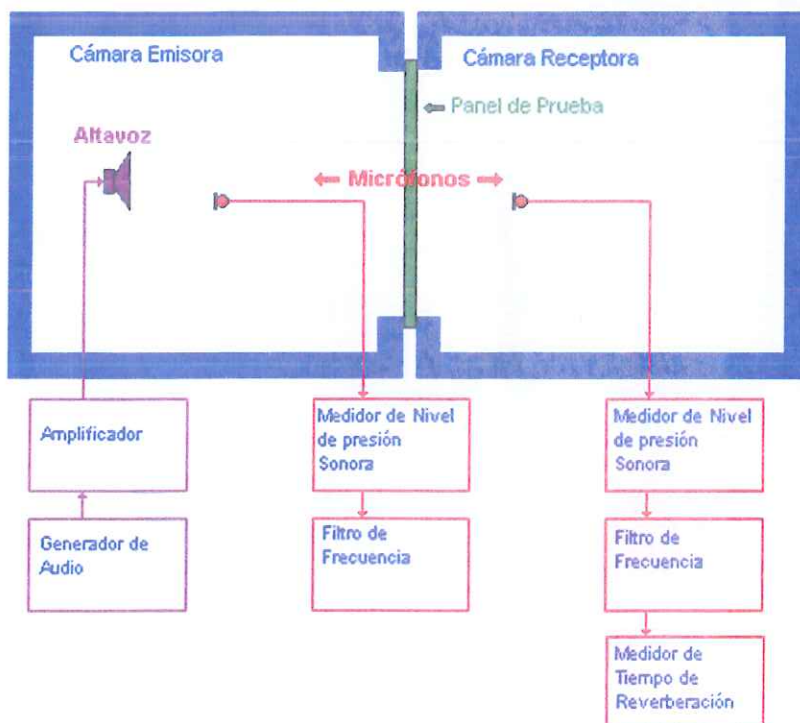 Cámara Emisora
Cámara Receptora
Panel de Prueba
Altavoz
Micrófonos
Amplificador
Generador de
Audio
Medidor de Nivel
de presión
Sonora
Filtro de
Frecuencia
Medidor de Nivel
de presión
Sonora
Filtro de
Frecuencia
Medidor de
Tiempo de
Reverberación